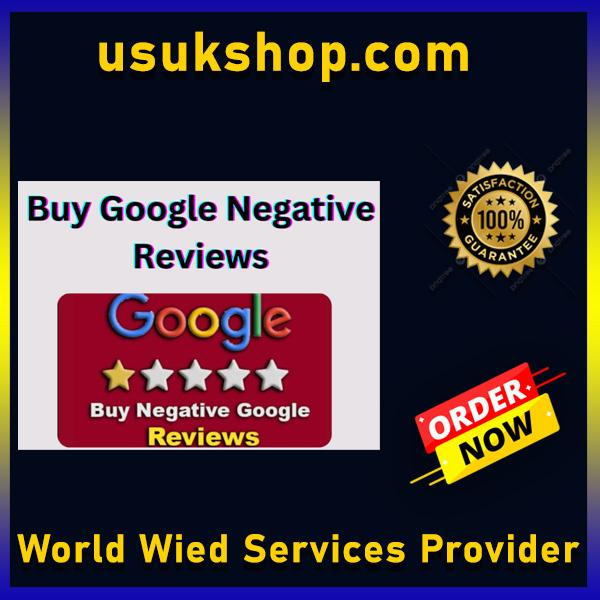 usukshop.com
Buy Google Negative
Reviews
Google
Buy Negative Google
Reviews
SATISFACTION
100%
GUARANTEE
ORDER
NOW
World Wied Services Provider